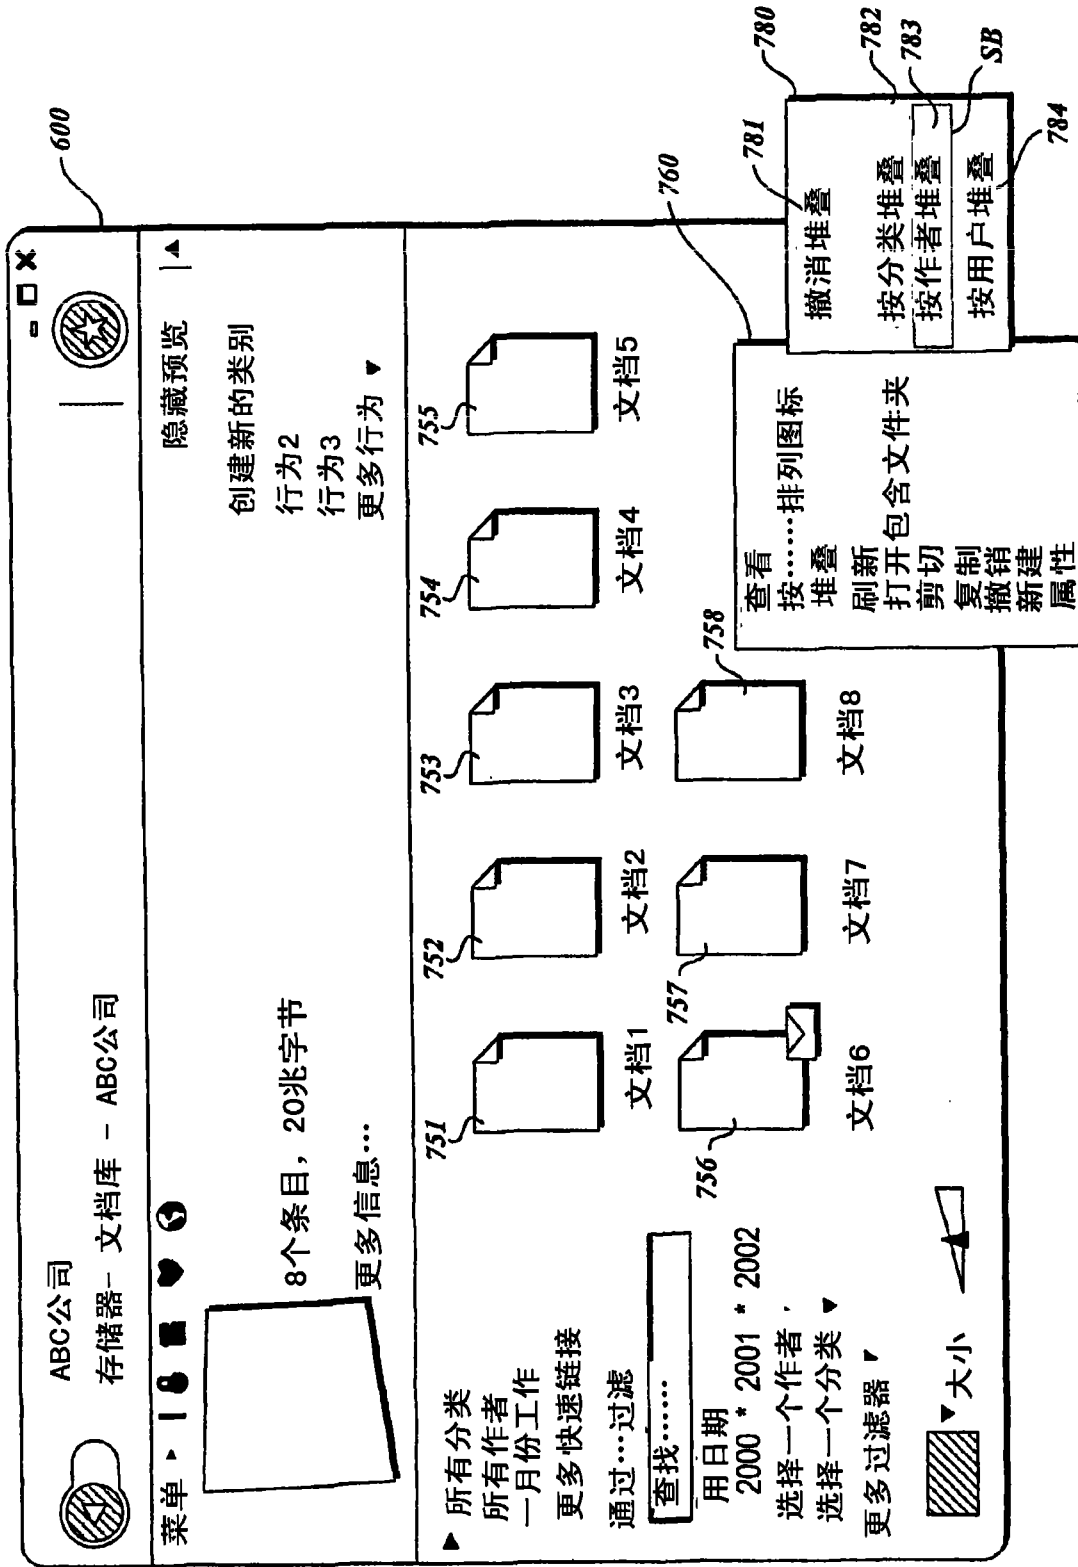 600
ABC公司
存储器- 文档库 - ABC公司
菜单
隐藏预览
8个条目，20兆字节
更多信息…
创建新的类别
行为2
行为3
更多行为
所有分类
所有作者
一月份工作
更多快速链接
通过…过滤
查找……
用日期
2000 * 2001 * 2002
选择一个作者
选择一个分类
更多过滤器
大小
751
752
753
754
755
文档1
文档2
文档3
文档4
文档5
756
757
758
文档6
文档7
文档8
760
查看
按……排列图标
堆叠
刷新
打开包含文件夹
剪切
复制
撤销
新建
属性
780
781
撤消堆叠
782
按分类堆叠
783
按作者堆叠
SB
按用户堆叠
784